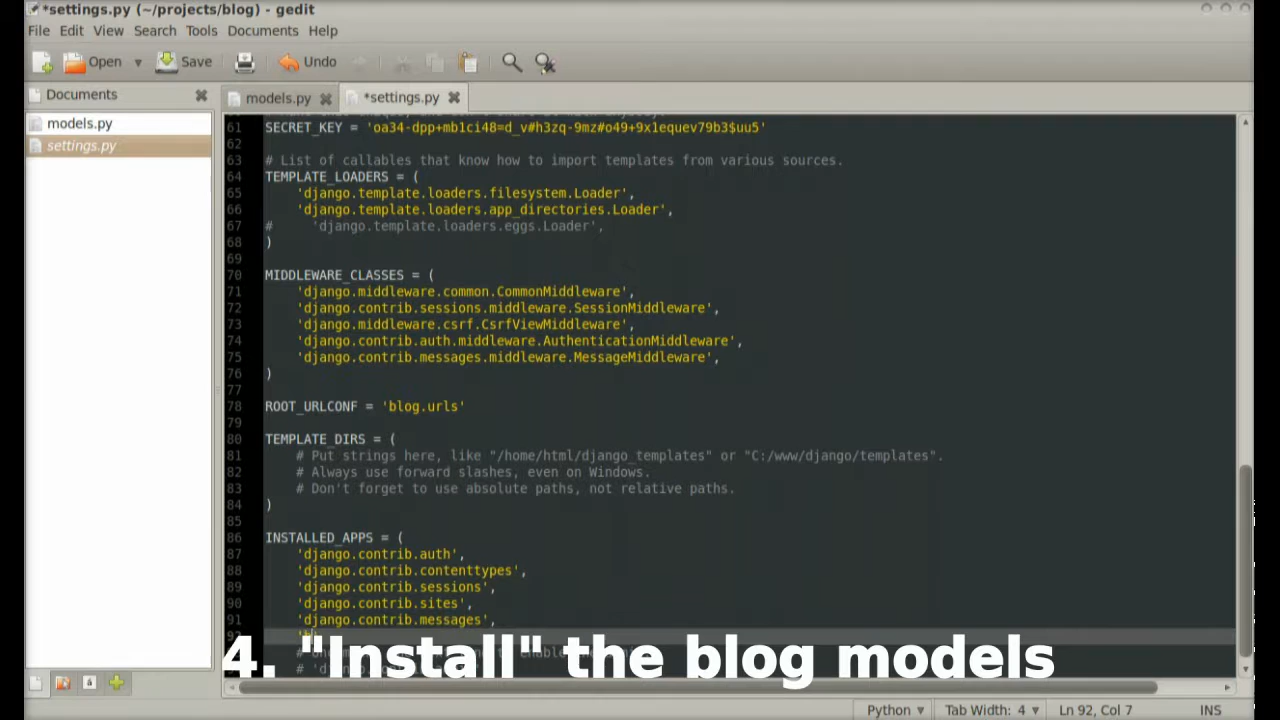 *settings.py (~/projects/blog) - gedit
File Edit View Search Tools Documents Help
Open Save Undo
Documents models.py *settings.py
models.py
settings.py
61 SECRET_KEY = 'oa34-dpp+mb1ci48=d_v#h3zq-9mz#o49+9x1equev79b3$uu5'
62
63 # List of callables that know how to import templates from various sources.
64 TEMPLATE_LOADERS = (
65 'django.template.loaders.filesystem.Loader',
66 'django.template.loaders.app_directories.Loader',
67 # 'django.template.loaders.eggs.Loader',
68 )
69
70 MIDDLEWARE_CLASSES = (
71 'django.middleware.common.CommonMiddleware',
72 'django.contrib.sessions.middleware.SessionMiddleware',
73 'django.middleware.csrf.CsrfViewMiddleware',
74 'django.contrib.auth.middleware.AuthenticationMiddleware',
75 'django.contrib.messages.middleware.MessageMiddleware',
76 )
77
78 ROOT_URLCONF = 'blog.urls'
79
80 TEMPLATE_DIRS = (
81 # Put strings here, like "/home/html/django_templates" or "C:/www/django/templates".
82 # Always use forward slashes, even on Windows.
83 # Don't forget to use absolute paths, not relative paths.
84 )
85
86 INSTALLED_APPS = (
87 'django.contrib.auth',
88 'django.contrib.contenttypes',
89 'django.contrib.sessions',
90 'django.contrib.sites',
91 'django.contrib.messages',
92
4. "Install" the blog models
Python Tab Width: 4 Ln 92, Col 7 INS